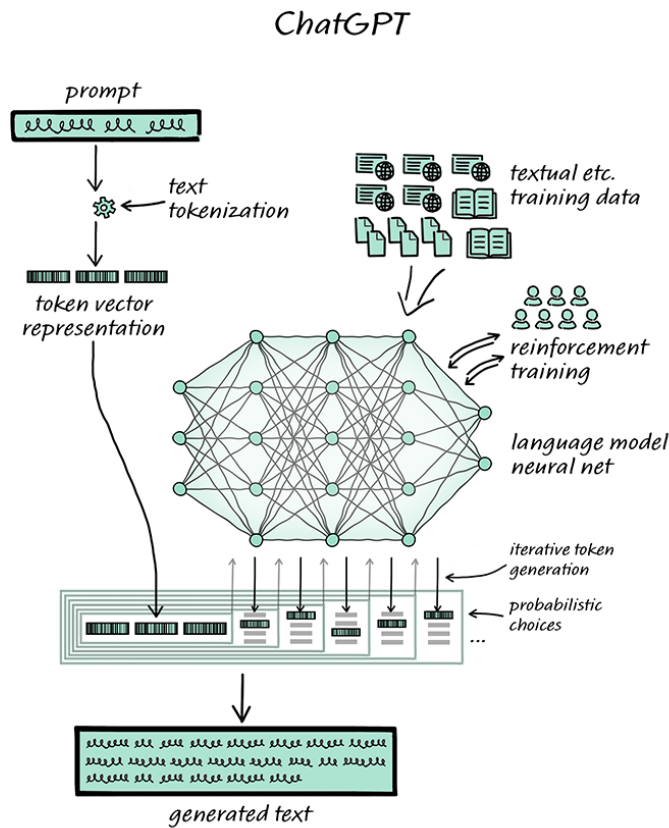 ChatGPT
prompt
text
tokenization
token vector
representation
textual etc.
training data
reinforcement
training
language model
neural net
iterative token
generation
probabilistic
choices
...
generated text